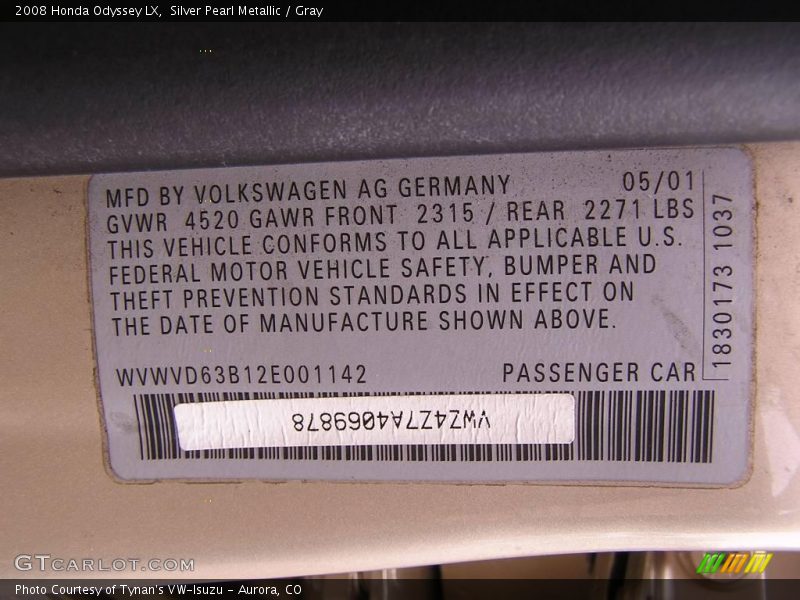 2008 Honda Odyssey LX, Silver Pearl Metallic / Gray
MFD BY VOLKSWAGEN AG GERMANY 05/01
GVWR 4520 GAWR FRONT 2315 / REAR 2271 LBS
THIS VEHICLE CONFORMS TO ALL APPLICABLE U.S.
FEDERAL MOTOR VEHICLE SAFETY, BUMPER AND
THEFT PREVENTION STANDARDS IN EFFECT ON
THE DATE OF MANUFACTURE SHOWN ABOVE.
1830173 1037
WVWVD63B12E001142 PASSENGER CAR
VWZ4Z7A4069878
GTCARLOT.COM
Photo Courtesy of Tynan's VW-Isuzu - Aurora, CO